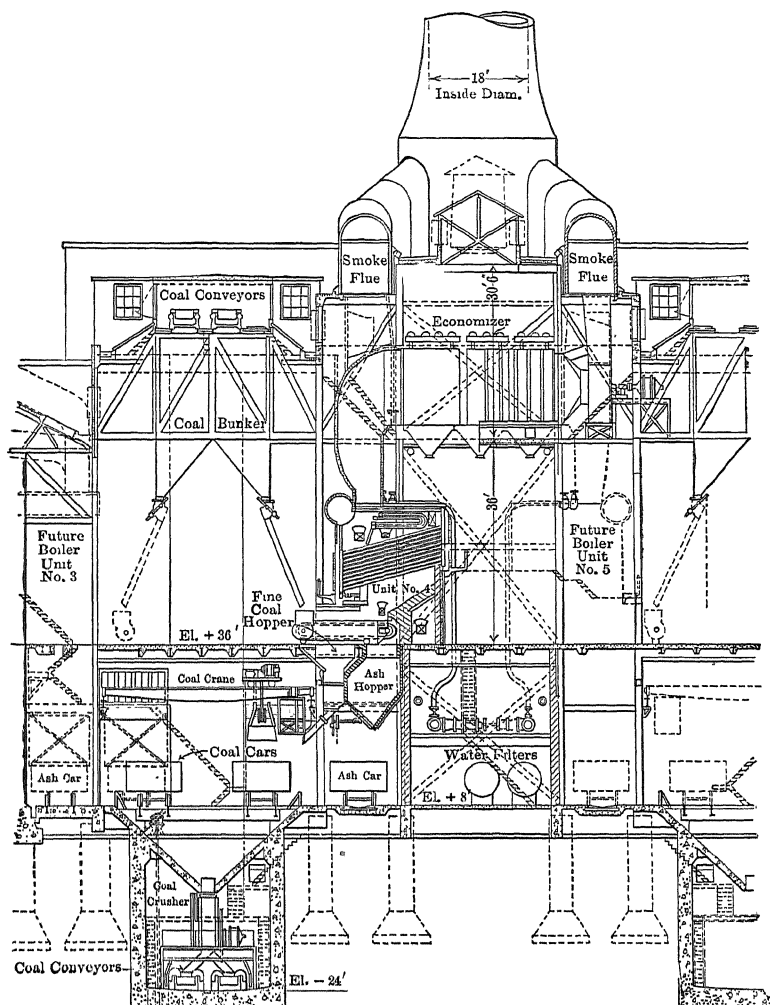 18′
Inside Diam.
Smoke
Flue
Smoke
Flue
Coal Conveyors
30′6″
Economizer
Coal Bunker
36′
Future
Boiler
Unit
No. 3
Future
Boiler
Unit
No. 5
Fine
Coal
Hopper
Unit No. 4
El. + 36′
Coal Crane
Ash
Hopper
Coal Cars
Water Filters
Ash Car
Ash Car
El. + 8′
Coal
Crusher
Coal Conveyors
El. – 24′